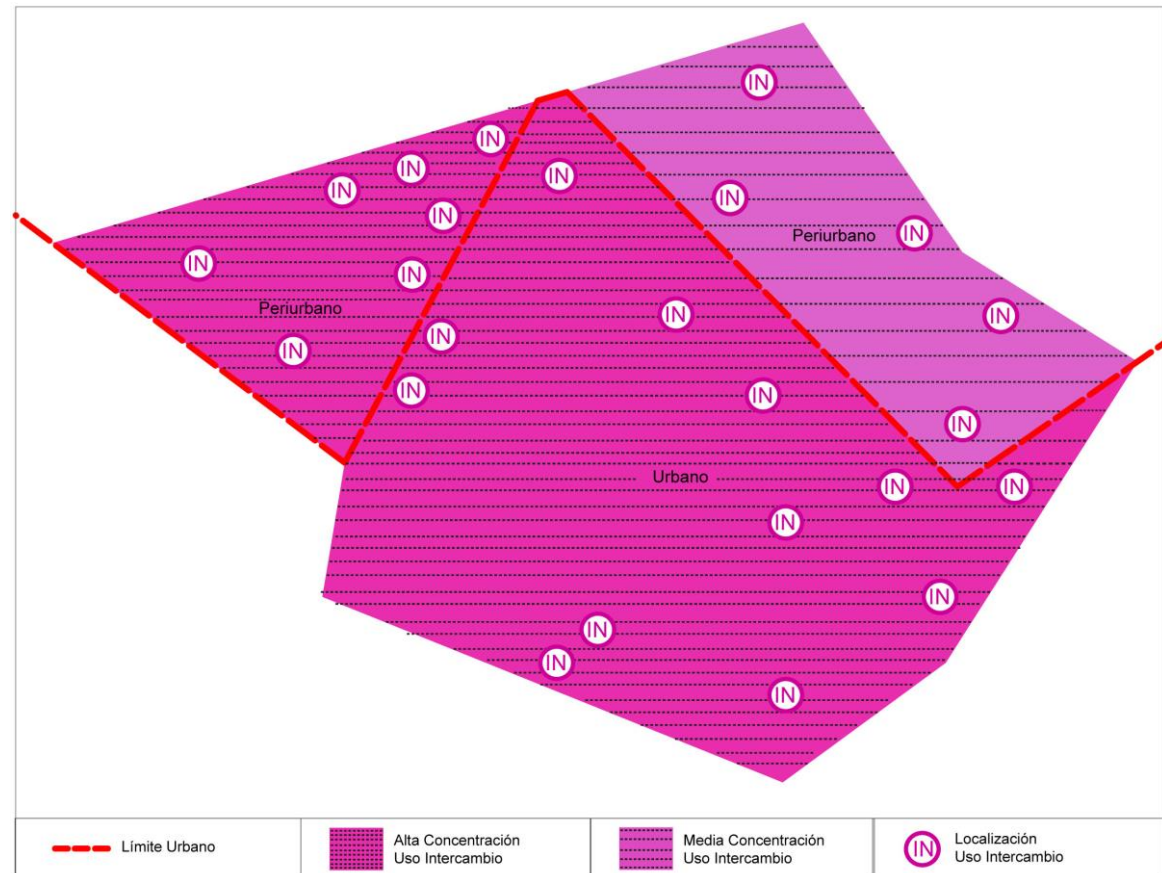 IN
IN
IN
IN
IN
IN
IN
Periurbano
IN
IN
IN
Periurbano
IN
IN
IN
IN
IN
IN
IN
Urbano
IN
IN
IN
IN
IN
IN
IN
Límite Urbano
Alta Concentración
Uso Intercambio
Media Concentración
Uso Intercambio
IN
Localización
Uso Intercambio